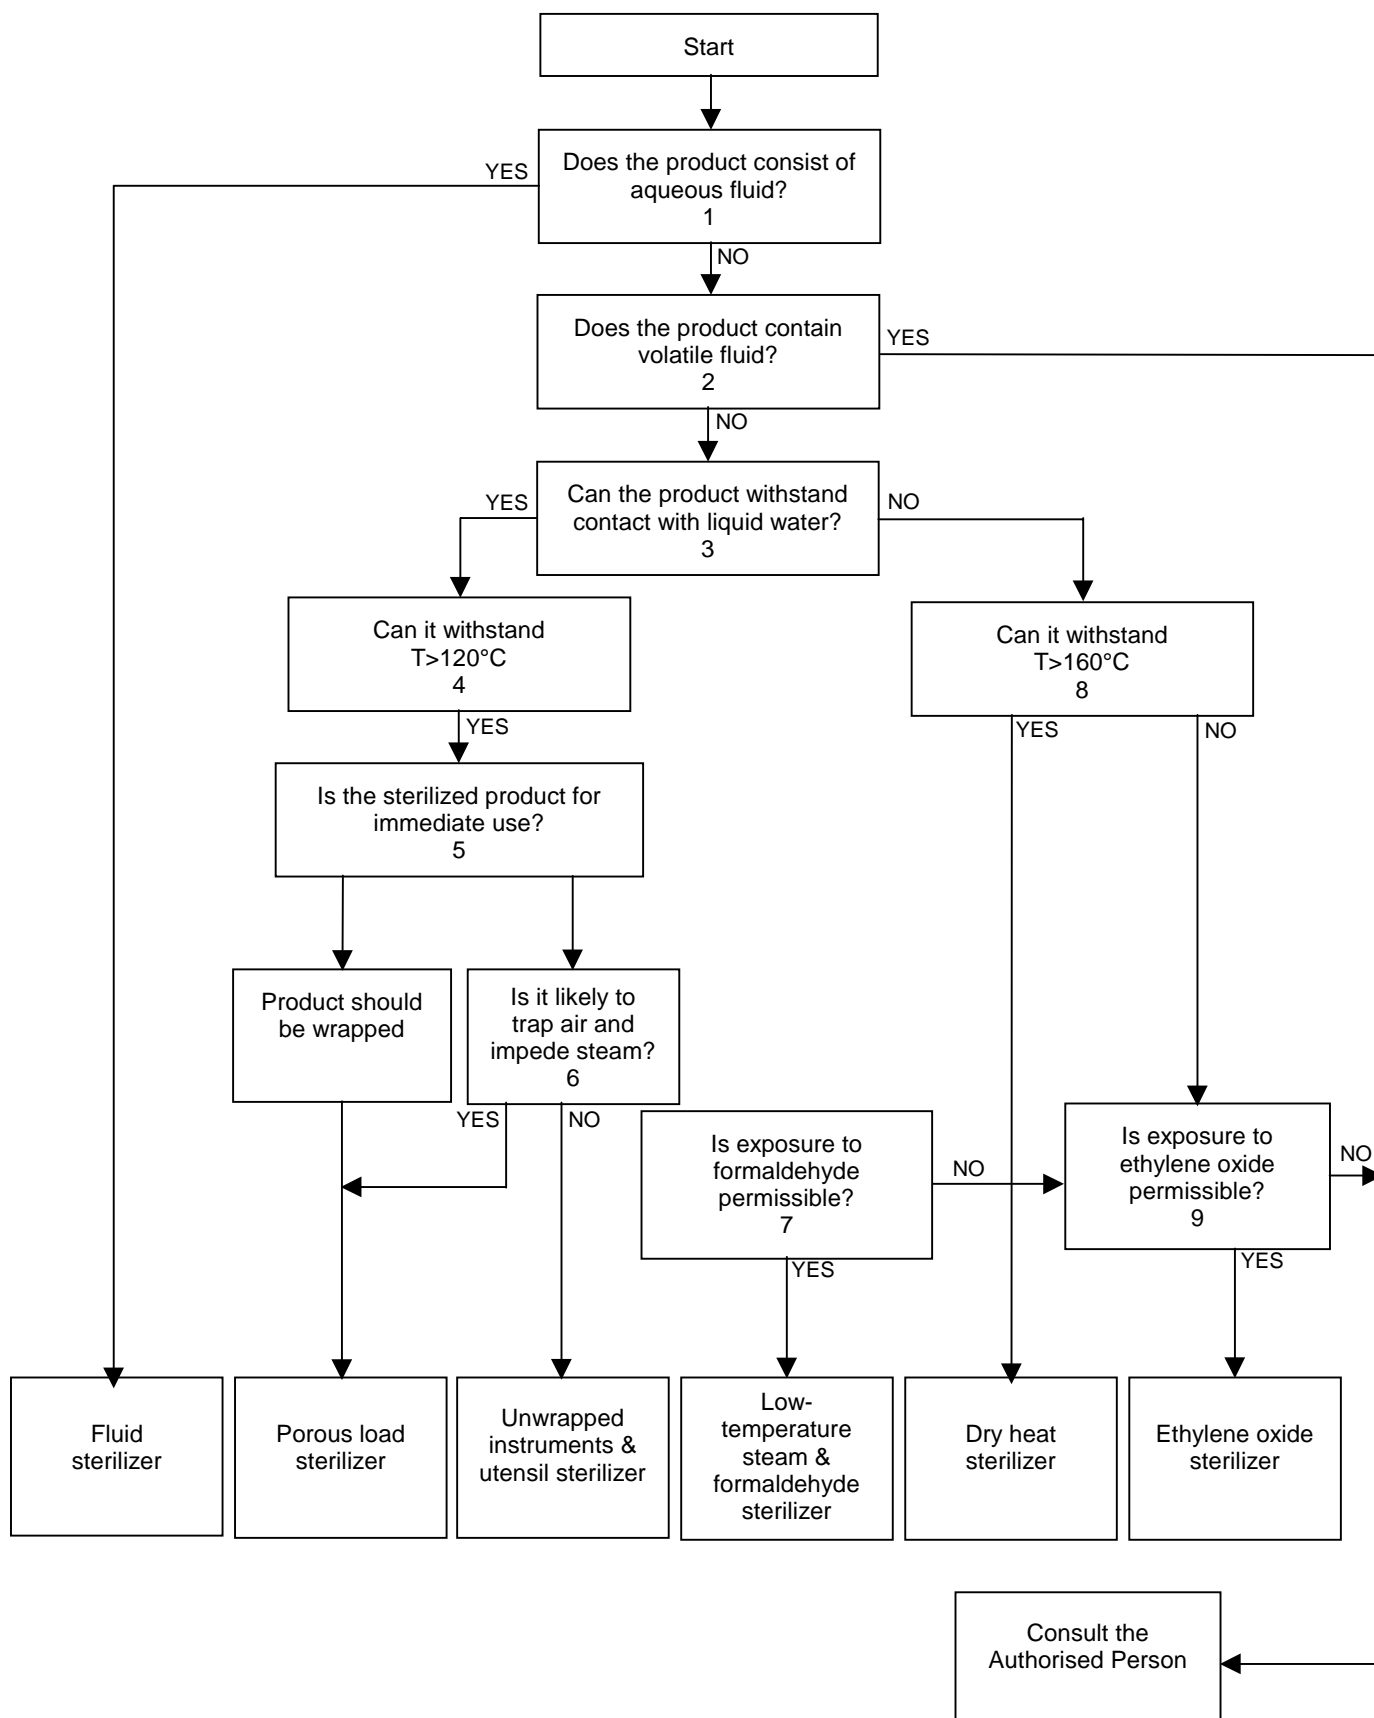 Start
YES
Does the product consist of
aqueous fluid?
1
NO
Does the product contain
volatile fluid?
2
YES
NO
YES
Can the product withstand
contact with liquid water?
3
NO
Can it withstand
T>120°C
4
YES
Can it withstand
T>160°C
8
YES
NO
Is the sterilized product for
immediate use?
5
Product should
be wrapped
Is it likely to
trap air and
impede steam?
6
YES
NO
Is exposure to
formaldehyde
permissible?
7
NO
YES
Is exposure to
ethylene oxide
permissible?
9
NO
YES
Fluid
sterilizer
Porous load
sterilizer
Unwrapped
instruments &
utensil sterilizer
Low-
temperature
steam &
formaldehyde
sterilizer
Dry heat
sterilizer
Ethylene oxide
sterilizer
Consult the
Authorised Person